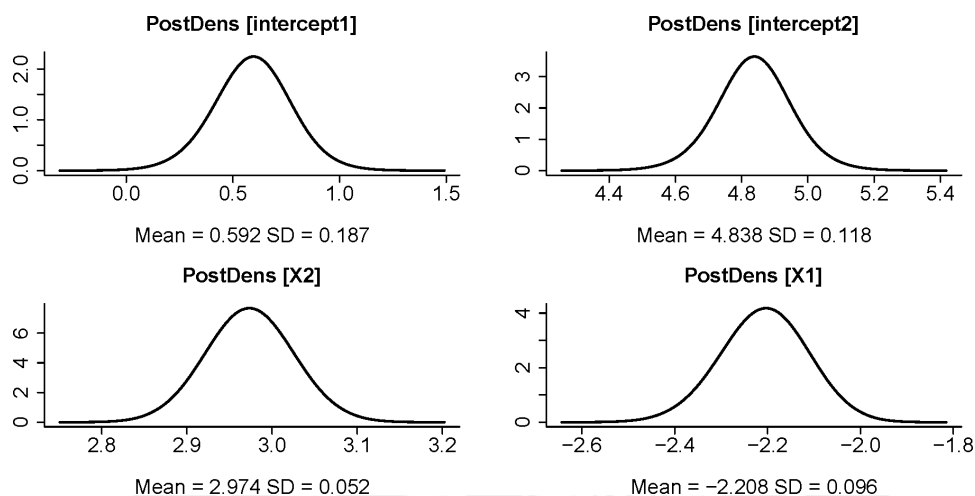 PostDens [intercept1]
0.0 1.0 2.0
0.0 0.5 1.0 1.5
Mean = 0.592 SD = 0.187
PostDens [intercept2]
0 1 2 3
4.4 4.6 4.8 5.0 5.2 5.4
Mean = 4.838 SD = 0.118
PostDens [X2]
0 2 4 6
2.8 2.9 3.0 3.1 3.2
Mean = 2.974 SD = 0.052
PostDens [X1]
0 2 4
−2.6 −2.4 −2.2 −2.0 −1.8
Mean = −2.208 SD = 0.096